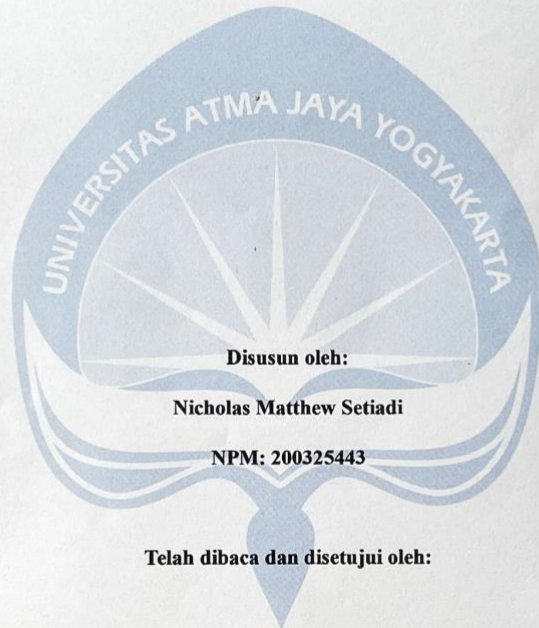 UNIVERSITAS ATMA JAYA YOGYAKARTA
Disusun oleh:
Nicholas Matthew Setiadi
NPM: 200325443
Telah dibaca dan disetujui oleh: